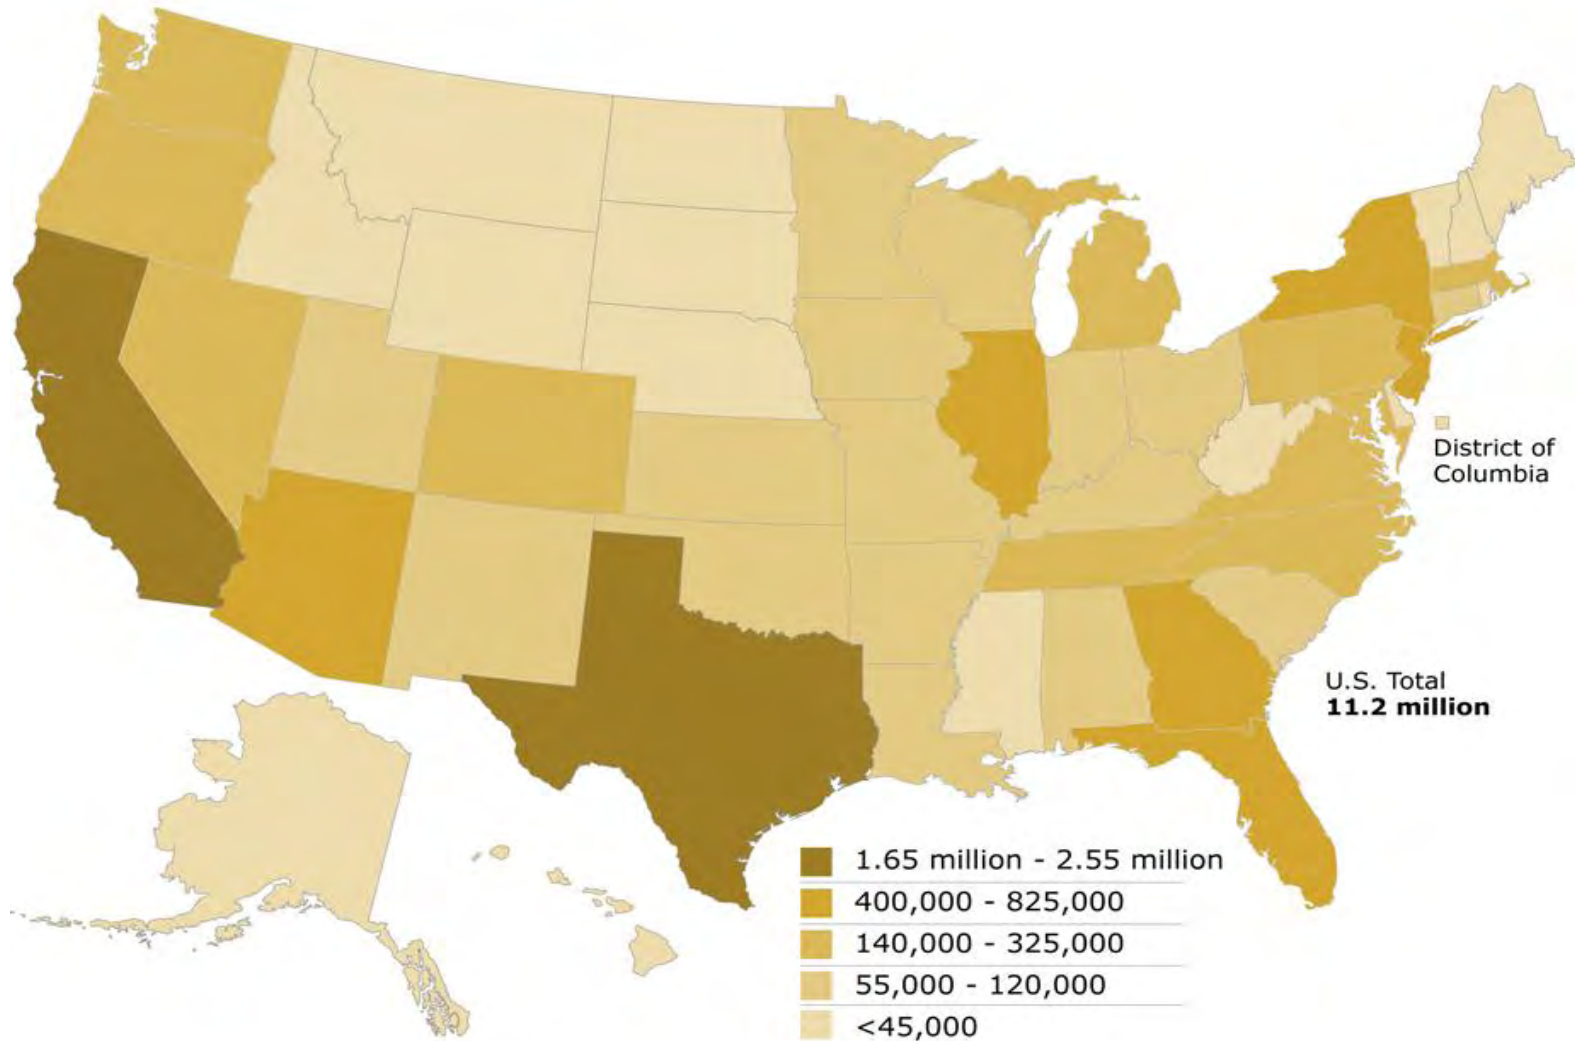 District of
Columbia
U.S. Total
11.2 million
1.65 million - 2.55 million
400,000 - 825,000
140,000 - 325,000
55,000 - 120,000
<45,000